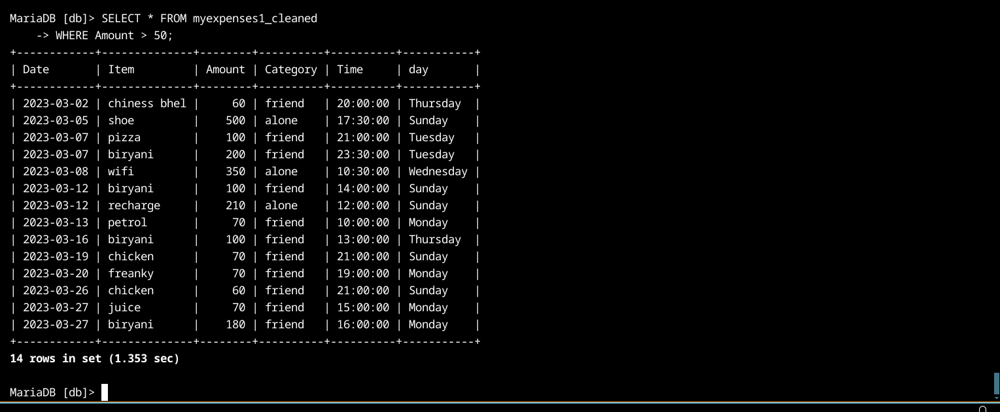 MariaDB [db]> SELECT * FROM myexpenses1_cleaned
    -> WHERE Amount > 50;
+------------+--------------+--------+----------+----------+-----------+
| Date       | Item         | Amount | Category | Time     | day       |
+------------+--------------+--------+----------+----------+-----------+
| 2023-03-02 | chiness bhel |     60 | friend   | 20:00:00 | Thursday  |
| 2023-03-05 | shoe         |    500 | alone    | 17:30:00 | Sunday    |
| 2023-03-07 | pizza        |    100 | friend   | 21:00:00 | Tuesday   |
| 2023-03-07 | biryani      |    200 | friend   | 23:30:00 | Tuesday   |
| 2023-03-08 | wifi         |    350 | alone    | 10:30:00 | Wednesday |
| 2023-03-12 | biryani      |    100 | friend   | 14:00:00 | Sunday    |
| 2023-03-12 | recharge     |    210 | alone    | 12:00:00 | Sunday    |
| 2023-03-13 | petrol       |     70 | friend   | 10:00:00 | Monday    |
| 2023-03-16 | biryani      |    100 | friend   | 13:00:00 | Thursday  |
| 2023-03-19 | chicken      |     70 | friend   | 21:00:00 | Sunday    |
| 2023-03-20 | freanky      |     70 | friend   | 19:00:00 | Monday    |
| 2023-03-26 | chicken      |     60 | friend   | 21:00:00 | Sunday    |
| 2023-03-27 | juice        |     70 | friend   | 15:00:00 | Monday    |
| 2023-03-27 | biryani      |    180 | friend   | 16:00:00 | Monday    |
+------------+--------------+--------+----------+----------+-----------+
14 rows in set (1.353 sec)

MariaDB [db]>